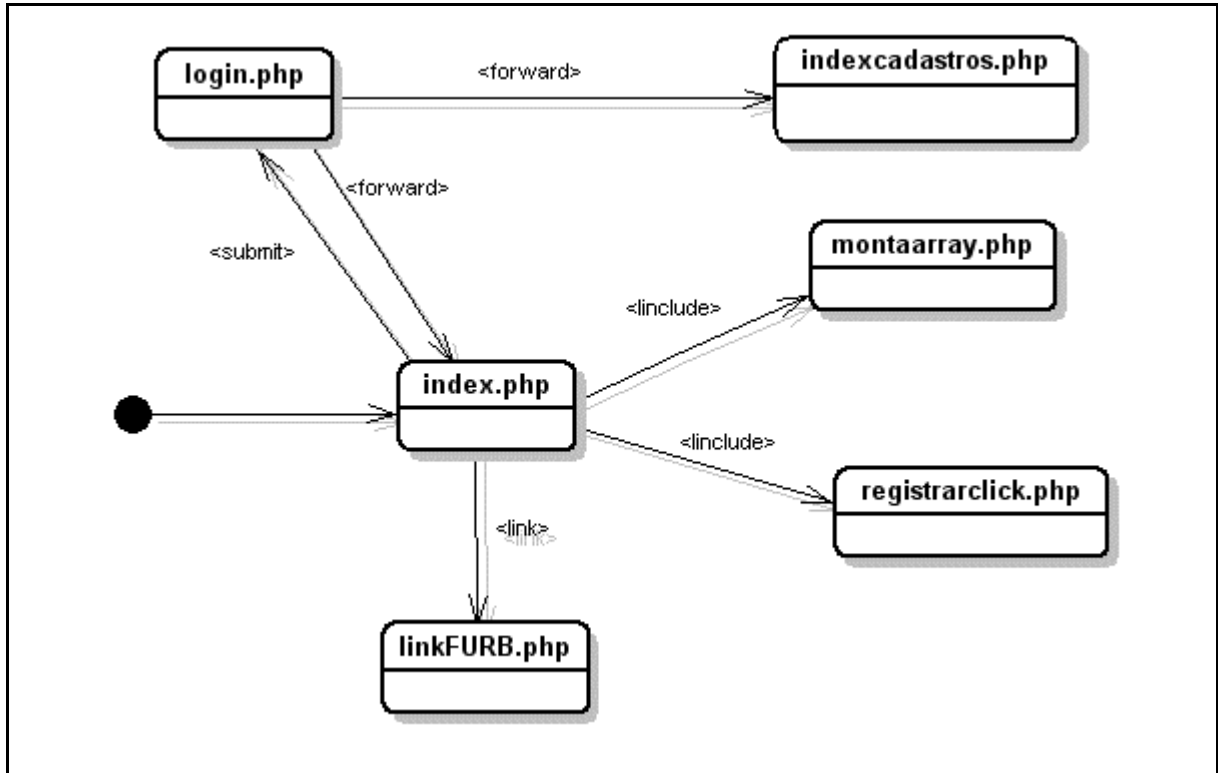 login.php
<forward>
indexcadastros.php
<forward>
<submit>
montaarray.php
<linclude>
index.php
<linclude>
registrarclick.php
<link>
linkFURB.php